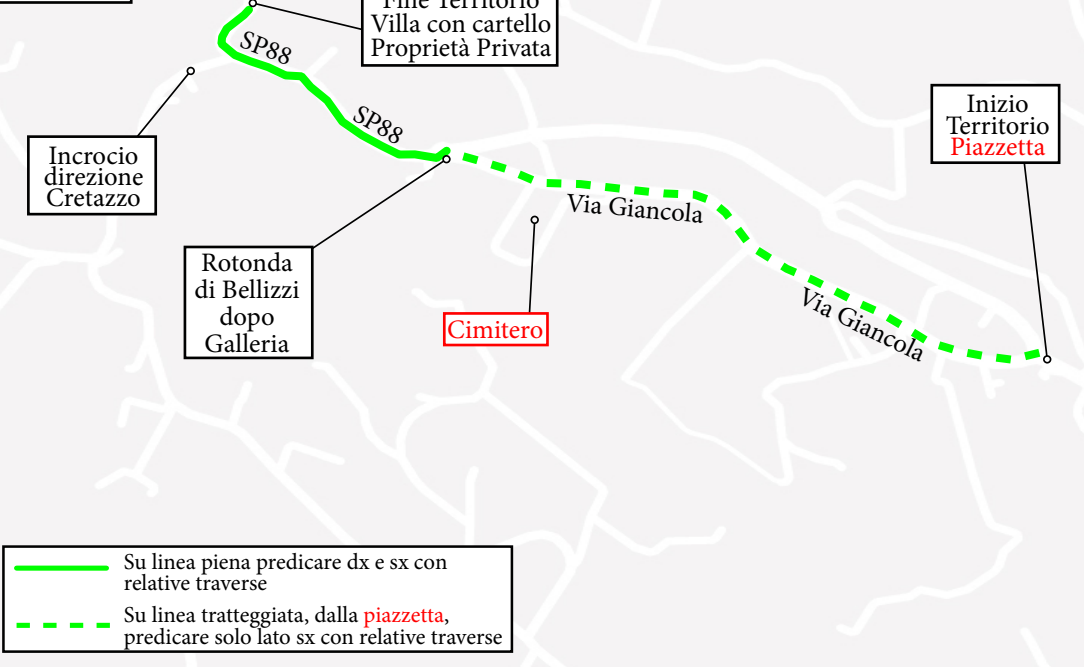 Fine Territorio
Villa con cartello
Proprietà Privata
SP88
SP88
Inizio
Territorio
Piazzetta
Incrocio
direzione
Cretazzo
Via Giancola
Rotonda
di Bellizzi
dopo
Galleria
Cimitero
Via Giancola
Su linea piena predicare dx e sx con
relative traverse
Su linea tratteggiata, dalla piazzetta,
predicare solo lato sx con relative traverse